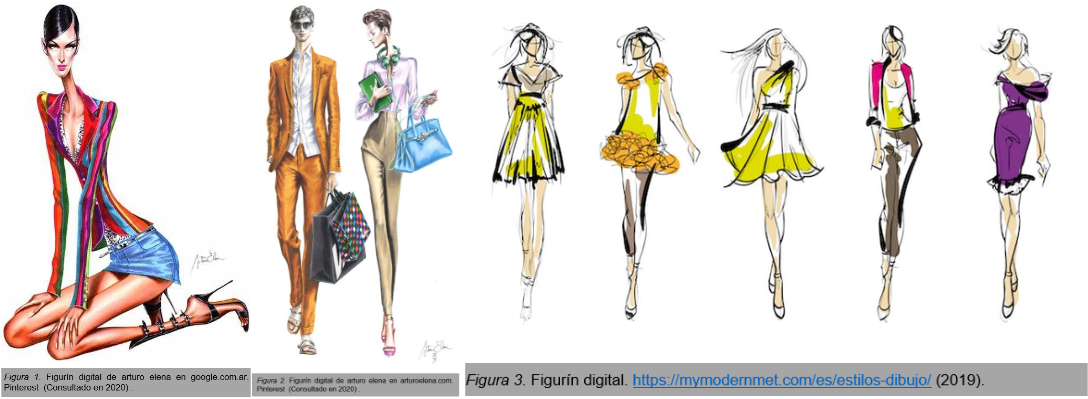 Figura 1. Figurín digital de arturo elena en google.com.ar.
Pinterest (Consultado en 2020) .
Figura 2. Figurín digital de arturo elena en arturoelena.com.
Pinterest (Consultado en 2020) .
Figura 3. Figurín digital. https://mymodernmet.com/es/estilos-dibujo/ (2019).